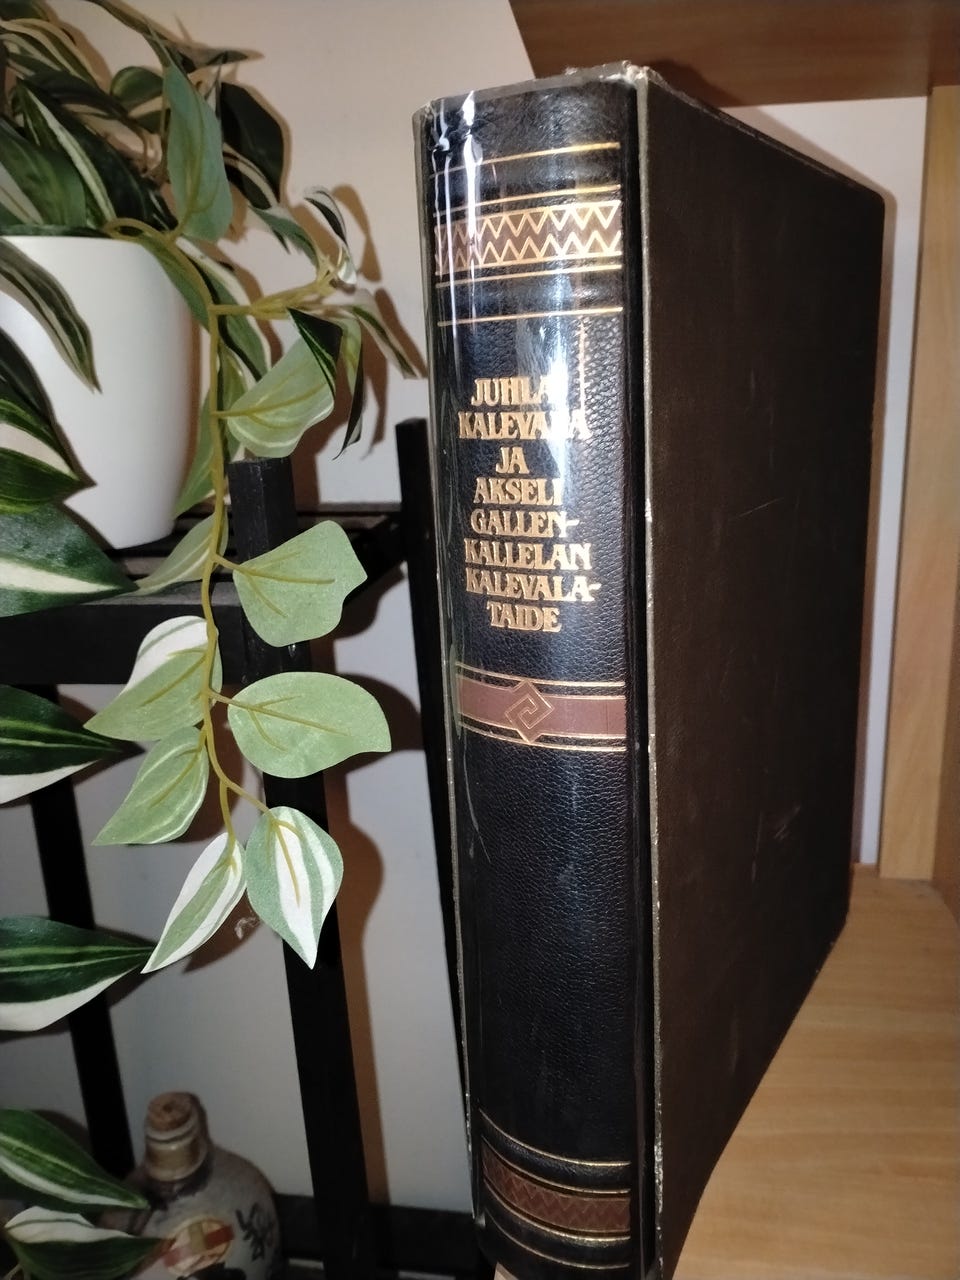 JUHLA
KALEVALA
JA
AKSELI
GALLEN-
KALLELAN
KALEVALA-
TAIDE